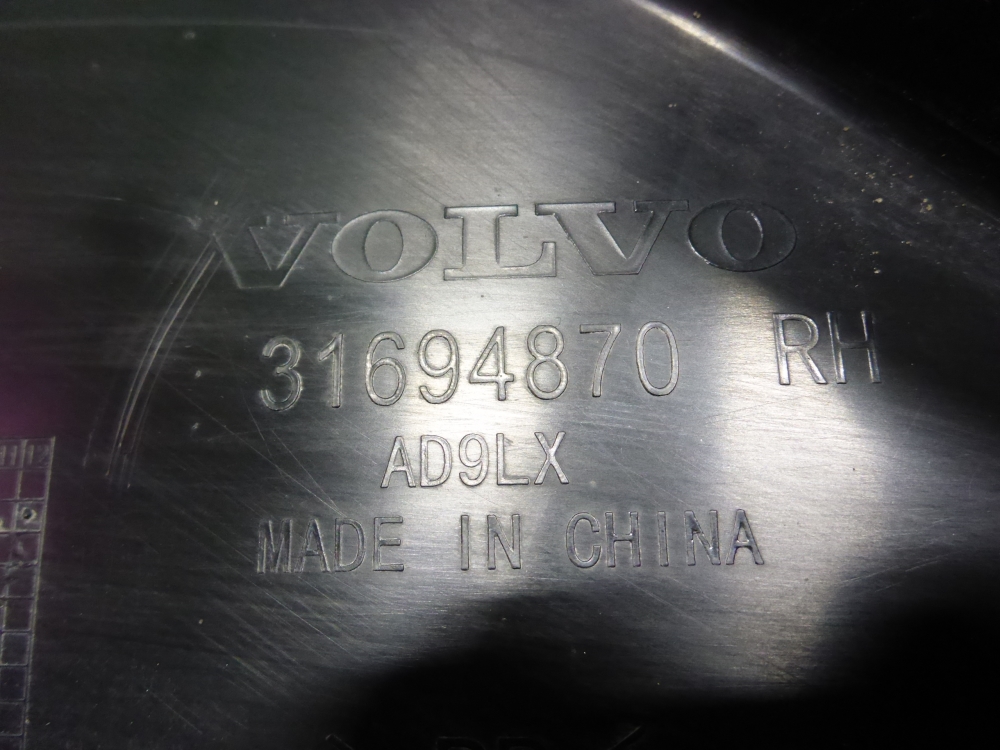 VOLVO
31694870 RH
AD9LX
MADE IN CHINA